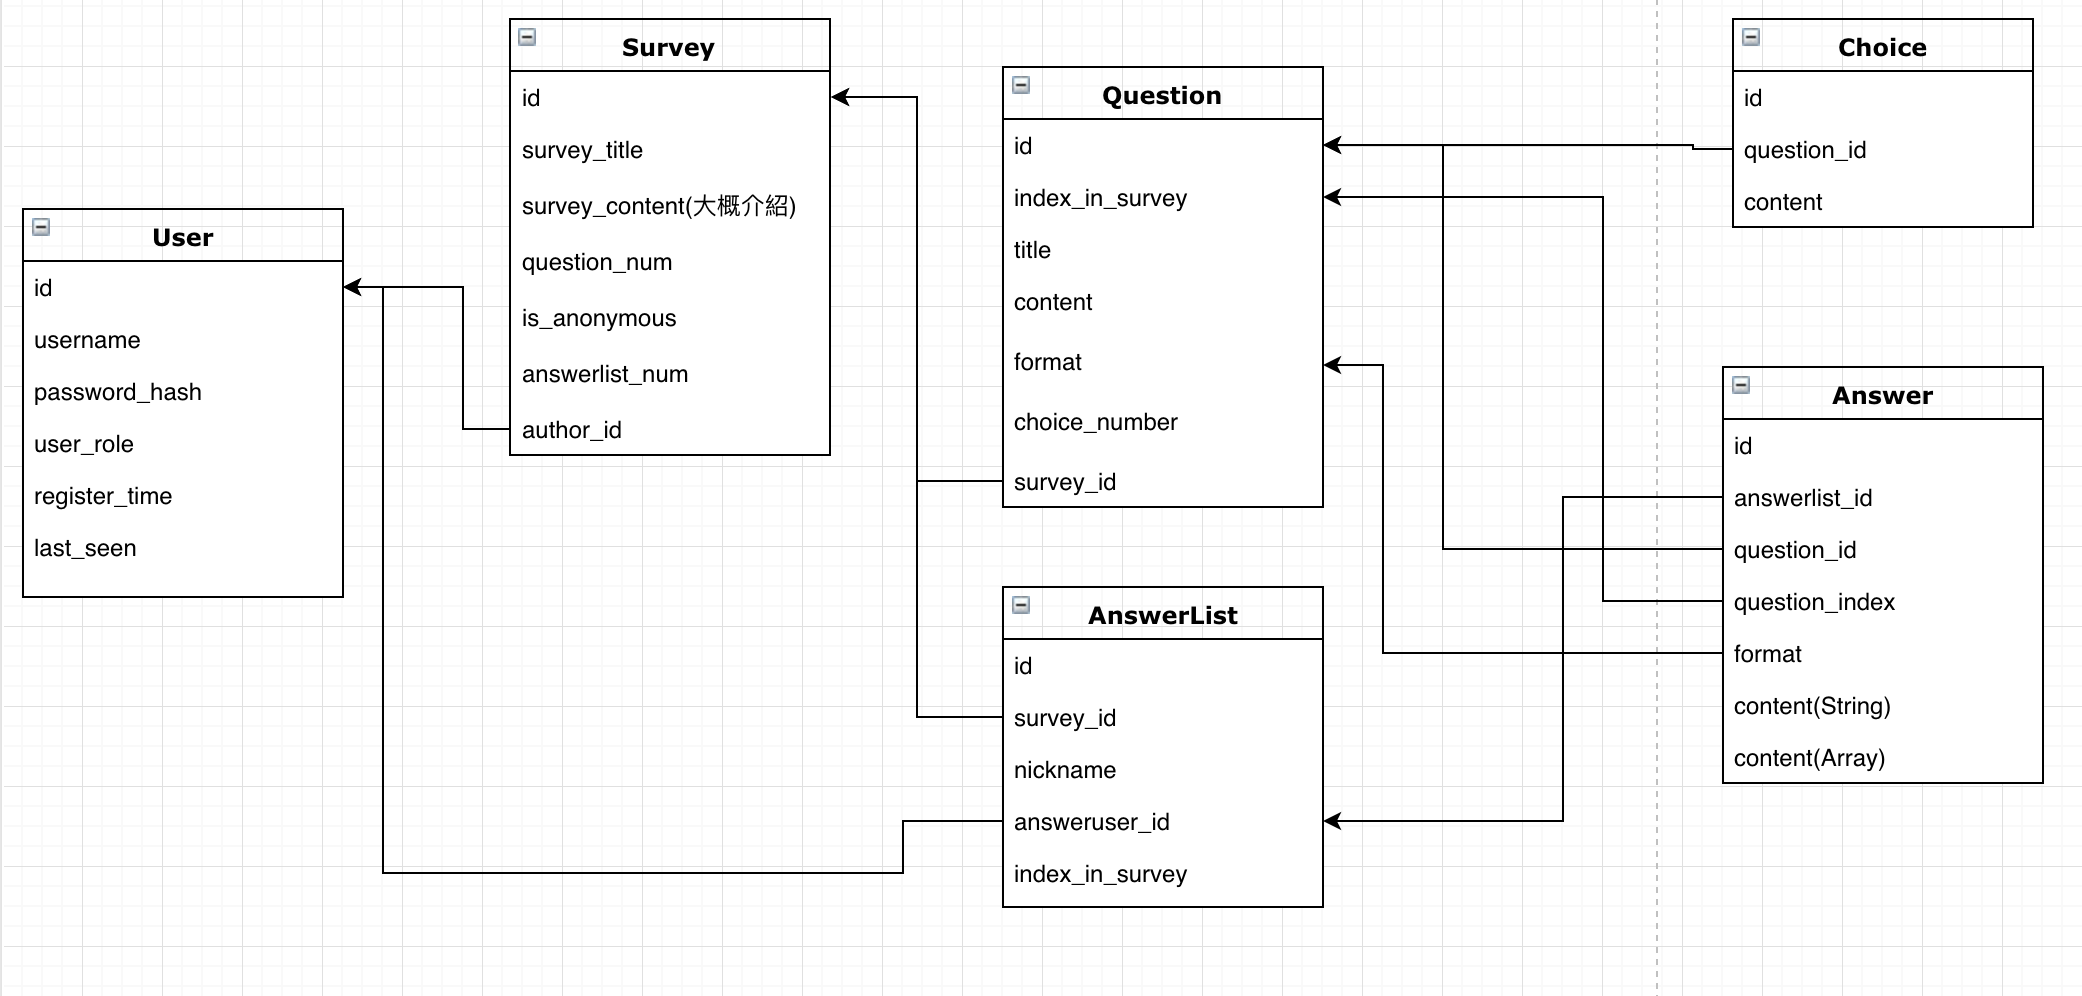 User
id
username
password_hash
user_role
register_time
last_seen
Survey
id
survey_title
survey_content(大概介紹)
question_num
is_anonymous
answerlist_num
author_id
Question
id
index_in_survey
title
content
format
choice_number
survey_id
AnswerList
id
survey_id
nickname
answeruser_id
index_in_survey
Choice
id
question_id
content
Answer
id
answerlist_id
question_id
question_index
format
content(String)
content(Array)